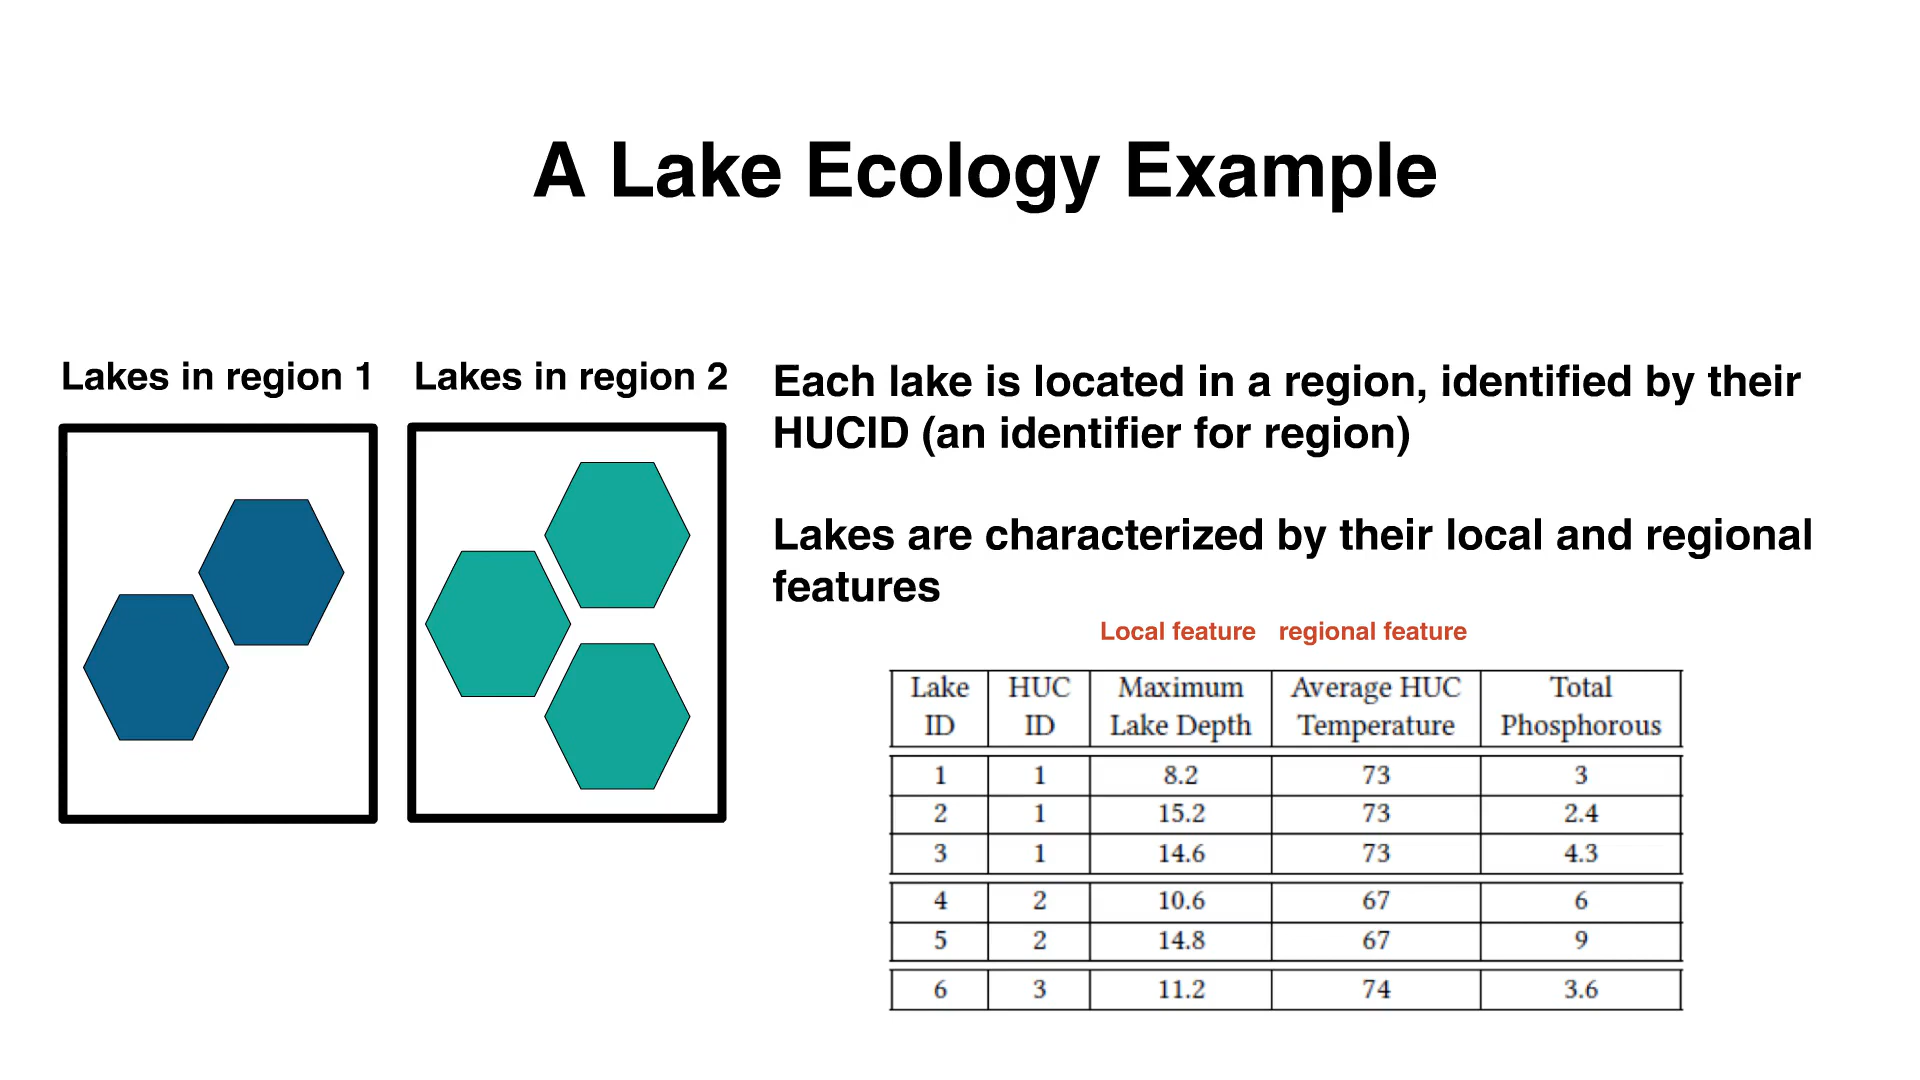 A Lake Ecology Example
Lakes in region 1
Lakes in region 2
Each lake is located in a region, identified by their
HUCID (an identifier for region)
Lakes are characterized by their local and regional
features
Local feature regional feature
Lake ID HUC ID Maximum Lake Depth Average HUC Temperature Total Phosphorous
1 1 8.2 73 3
2 1 15.2 73 2.4
3 1 14.6 73 4.3
4 2 10.6 67 6
5 2 14.8 67 9
6 3 11.2 74 3.6